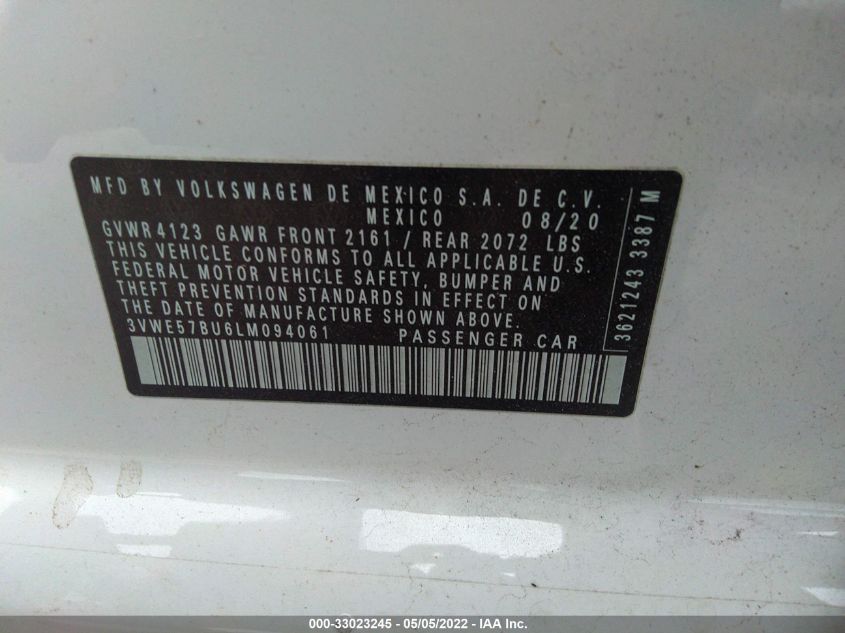 MFD BY VOLKSWAGEN DE MEXICO S.A. DE C.V.
MEXICO 08/20
GVWR 4123 GAWR FRONT 2161 / REAR 2072 LBS
THIS VEHICLE CONFORMS TO ALL APPLICABLE U.S.
FEDERAL MOTOR VEHICLE SAFETY, BUMPER AND
THEFT PREVENTION STANDARDS IN EFFECT ON
THE DATE OF MANUFACTURE SHOWN ABOVE.
3VWE57BU6LM094061 PASSENGER CAR
3621243 3387 M
000-33023245 - 05/05/2022 - IAA Inc.